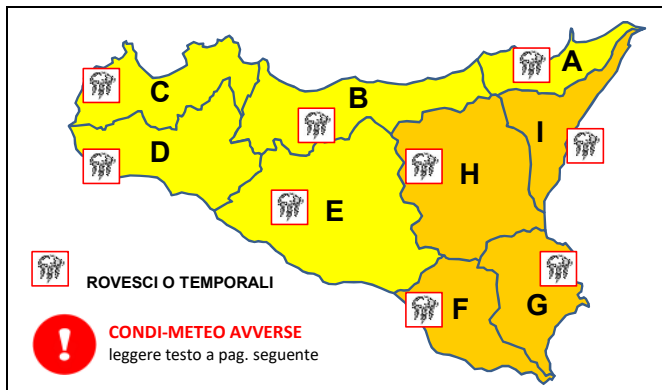 A
C
B
I
D
H
E
F
G
ROVESCI O TEMPORALI
CONDI-METEO AVVERSE
leggere testo a pag. seguente